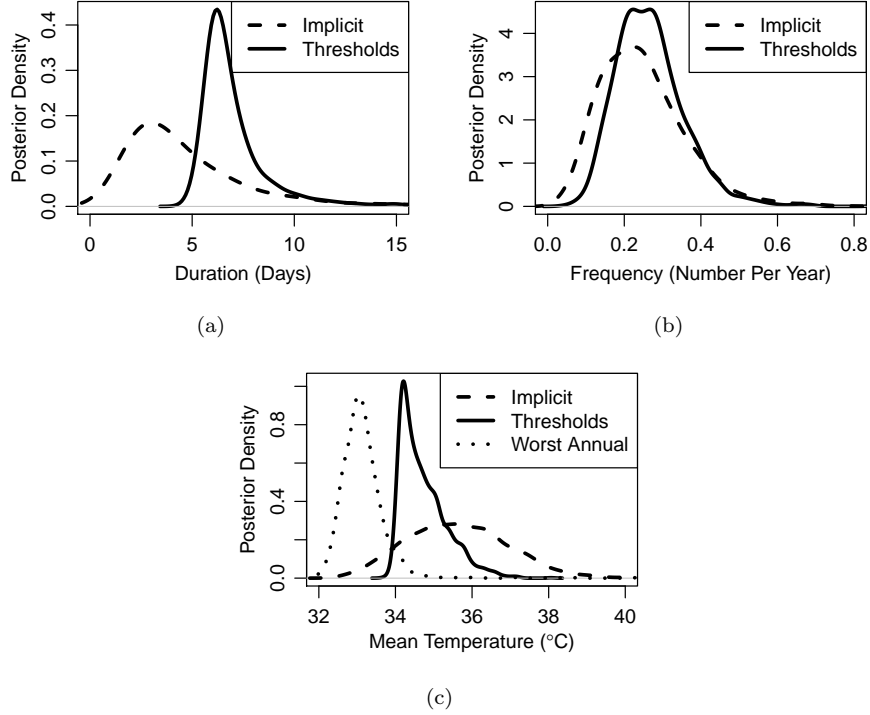 Posterior Density
0.0 0.1 0.2 0.3 0.4
Implicit
Thresholds
0 5 10 15
Duration (Days)
(a)
Posterior Density
0 1 2 3 4
Implicit
Thresholds
0.0 0.2 0.4 0.6 0.8
Frequency (Number Per Year)
(b)
Posterior Density
0.0 0.4 0.8
Implicit
Thresholds
Worst Annual
32 34 36 38 40
Mean Temperature (°C)
(c)